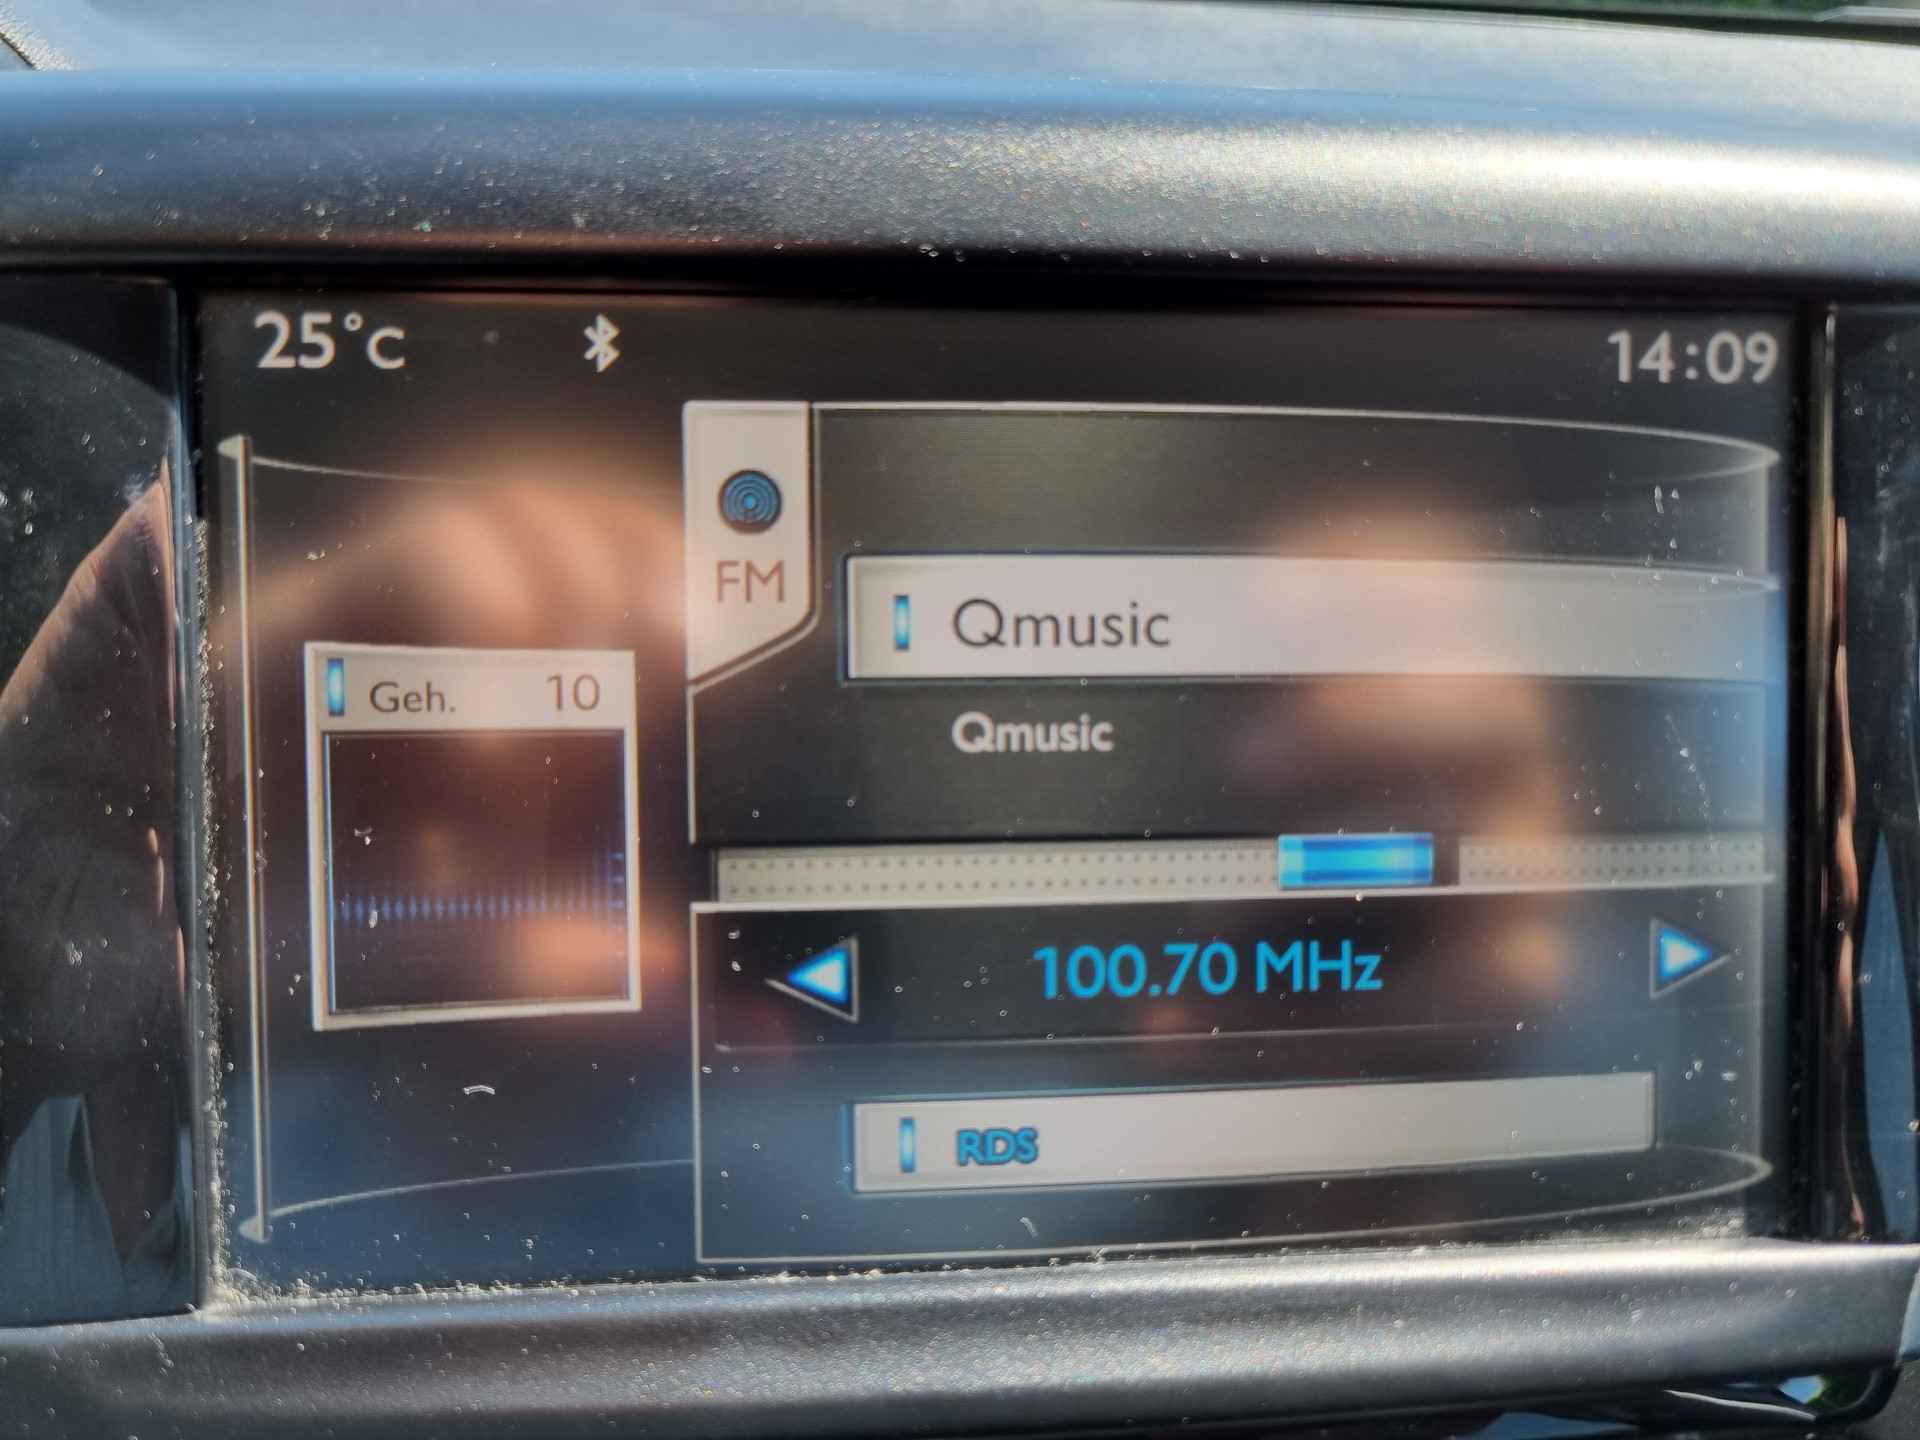 25°C
14:09
FM
Qmusic
Geh. 10
Qmusic
100.70 MHz
RDS